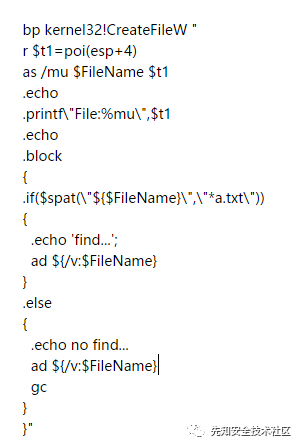 bp kernel32!CreateFileW "
r $t1=poi(esp+4)
as /mu $FileName $t1
.echo
.printf\"File:%mu\",$t1
.echo
.block
{
.if($spat(\"${$FileName}\",\"*a.txt\"))
{
.echo 'find...';
ad ${/v:$FileName}
}
.else
{
.echo no find...
ad ${/v:$FileName}
gc
}
}"
先知安全技术社区